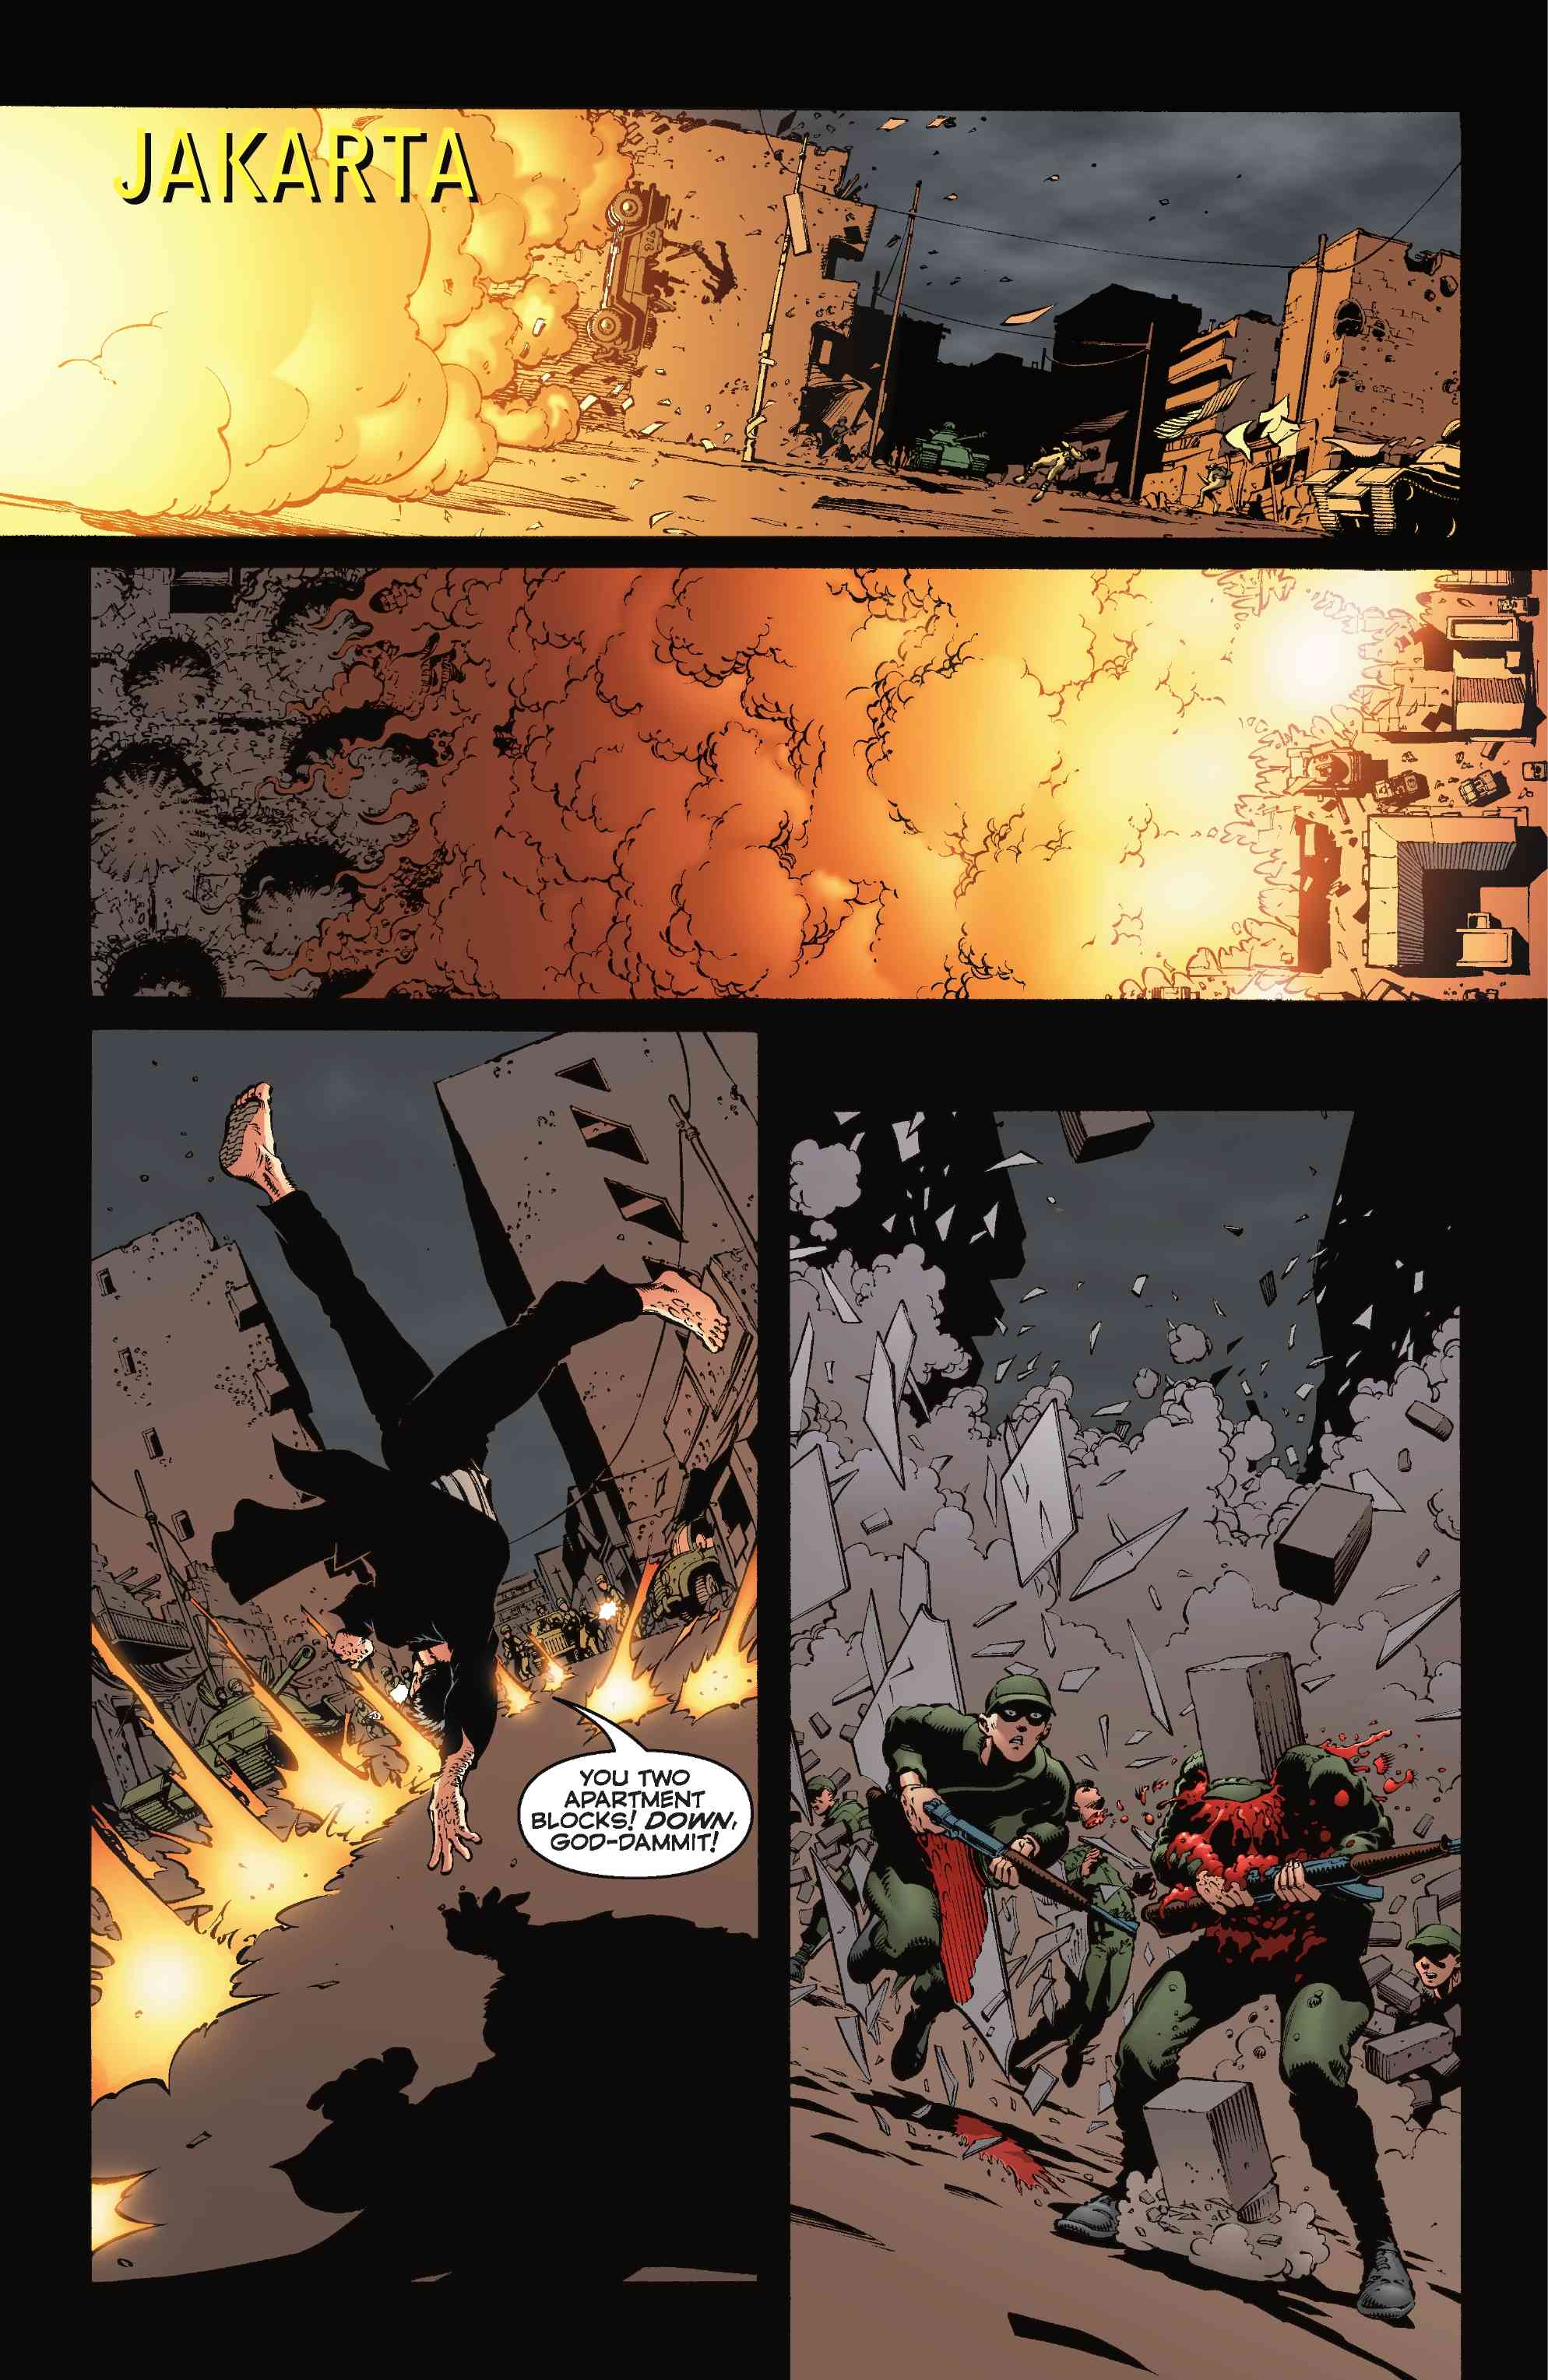 JAKARTA
YOU TWO
APARTMENT
BLOCKS! DOWN,
GOD-DAMMIT!